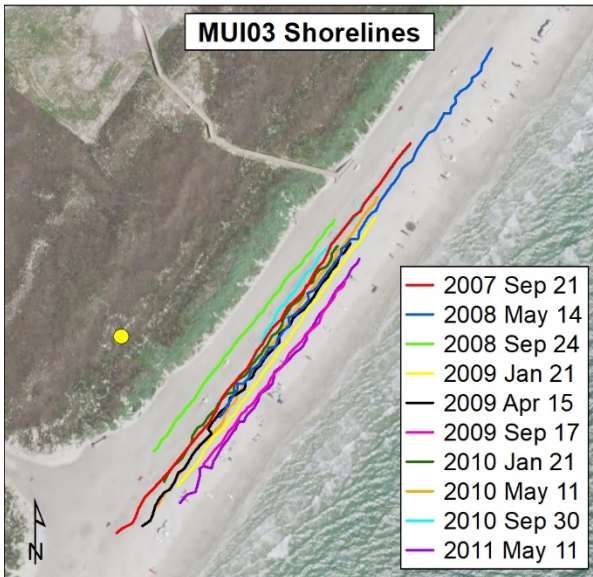 MUI03 Shorelines
2007 Sep 21
2008 May 14
2008 Sep 24
2009 Jan 21
2009 Apr 15
2009 Sep 17
2010 Jan 21
2010 May 11
2010 Sep 30
2011 May 11
N